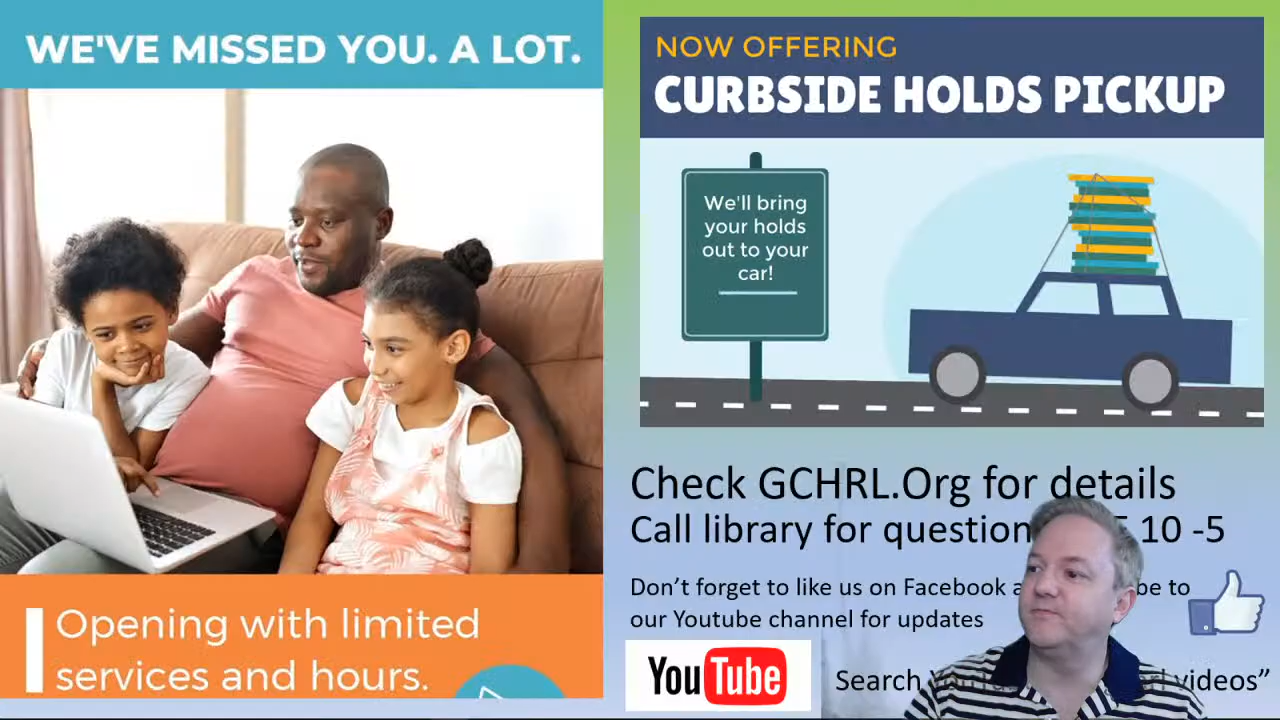 WE'VE MISSED YOU. A LOT.
Opening with limited
services and hours.
NOW OFFERING
CURBSIDE HOLDS PICKUP
We'll bring
your holds
out to your
car!
Check GCHRL.Org for details
Call library for question 10 -5
Don't forget to like us on Facebook be to
our Youtube channel for updates
YouTube
Search videos"